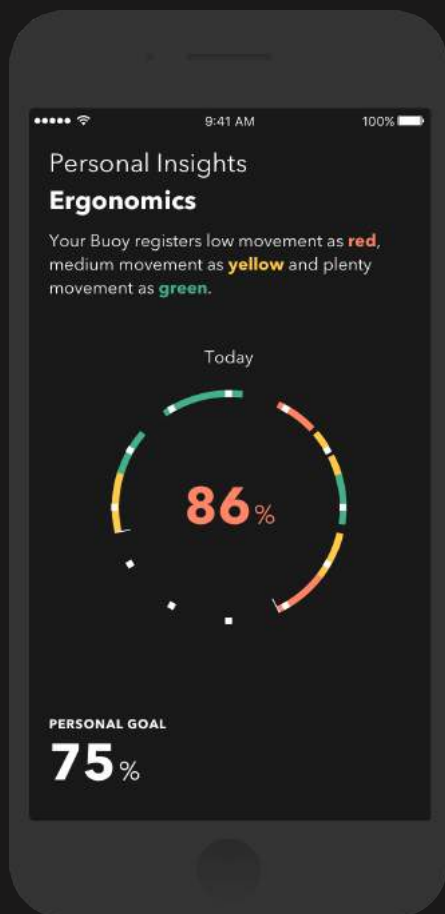 9:41 AM
100%
Personal Insights
Ergonomics
Your Buoy registers low movement as red,
medium movement as yellow and plenty
movement as green.
Today
86%
PERSONAL GOAL
75%